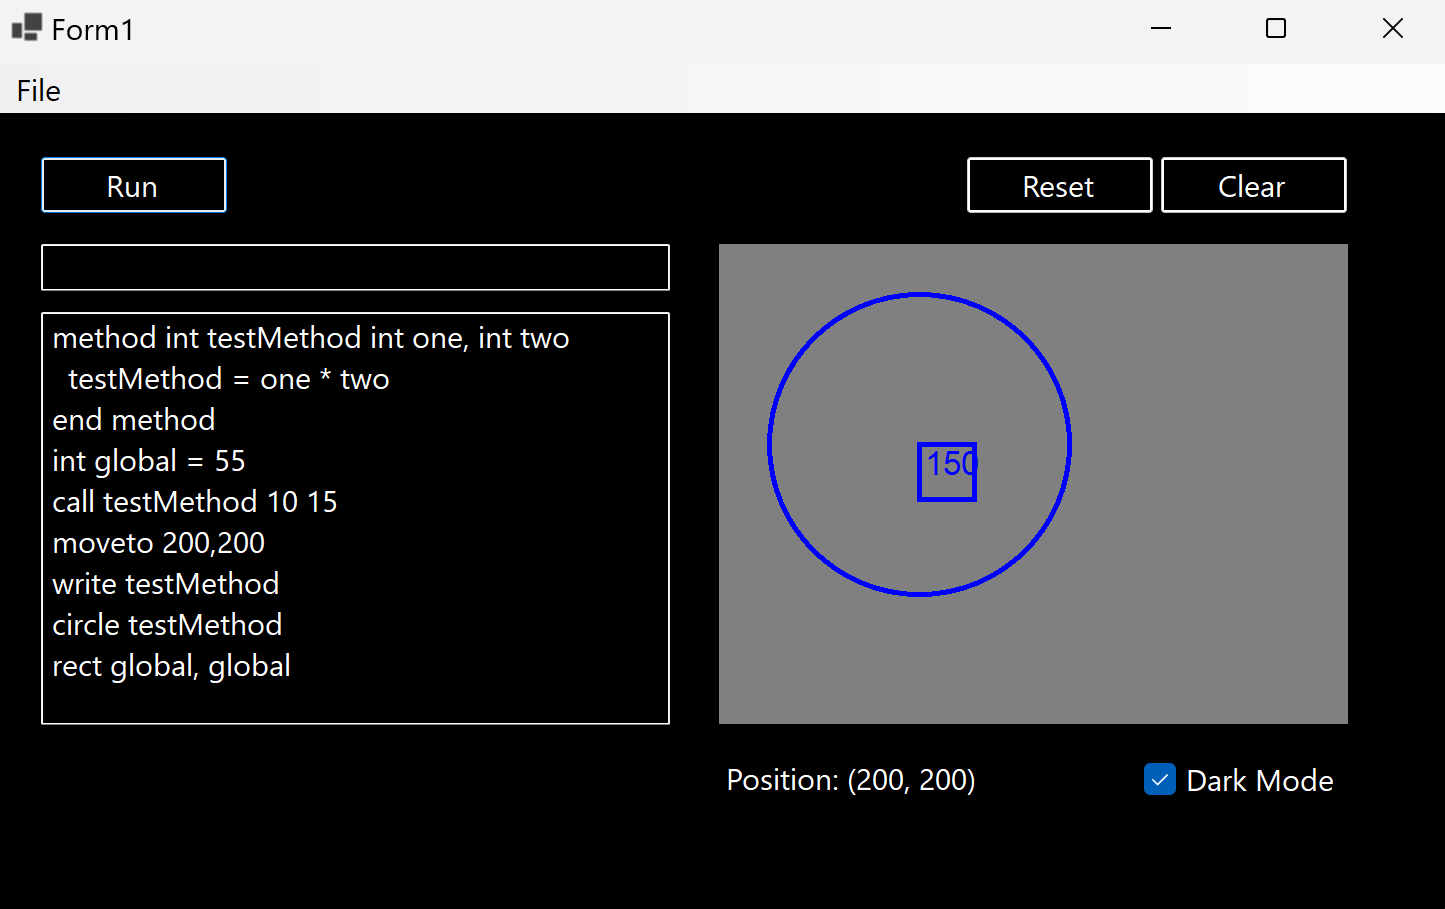 Form1
File
Run
Reset Clear
method int testMethod int one, int two
testMethod = one * two
end method
int global = 55
call testMethod 10 15
moveto 200,200
write testMethod
circle testMethod
rect global, global
150
Position: (200, 200)
Dark Mode